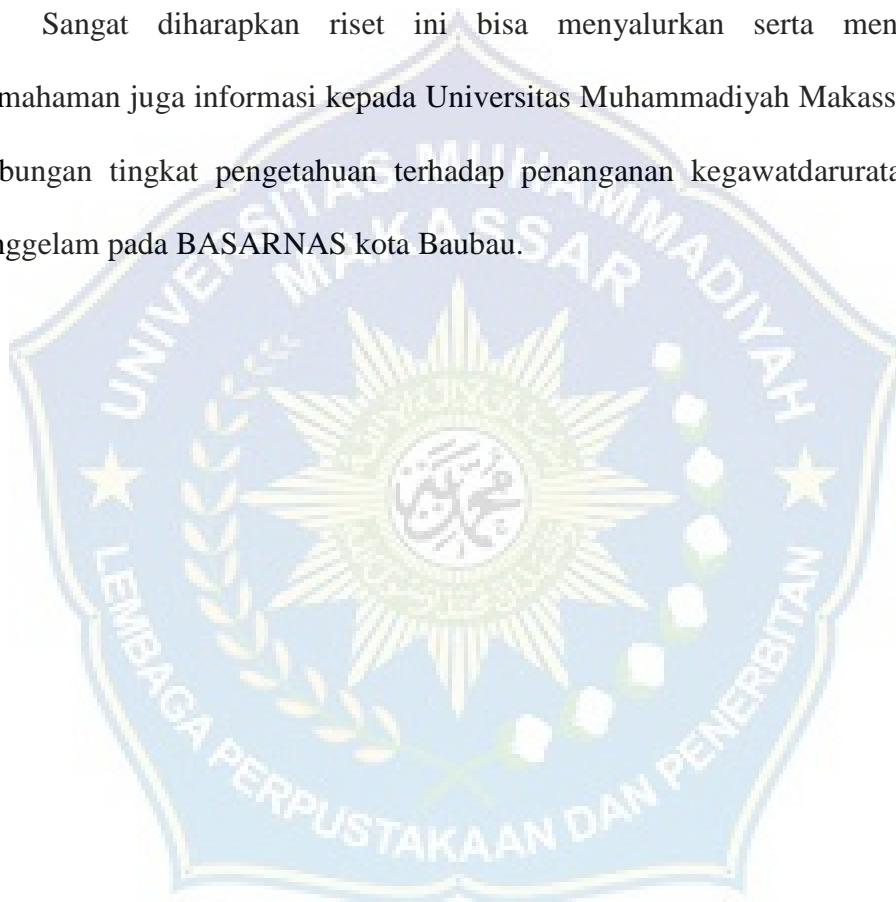 Sangat diharapkan riset ini bisa menyalurkan serta men
mahaman juga informasi kepada Universitas Muhammadiyah Makass
bungan tingkat pengetahuan terhadap penanganan kegawatdarurata
nggelam pada BASARNAS kota Baubau.
UNIVERSITAS MUHAMMADIYAH
MAKASSAR
LEMBAGA PERPUSTAKAAN DAN PENERBITAN